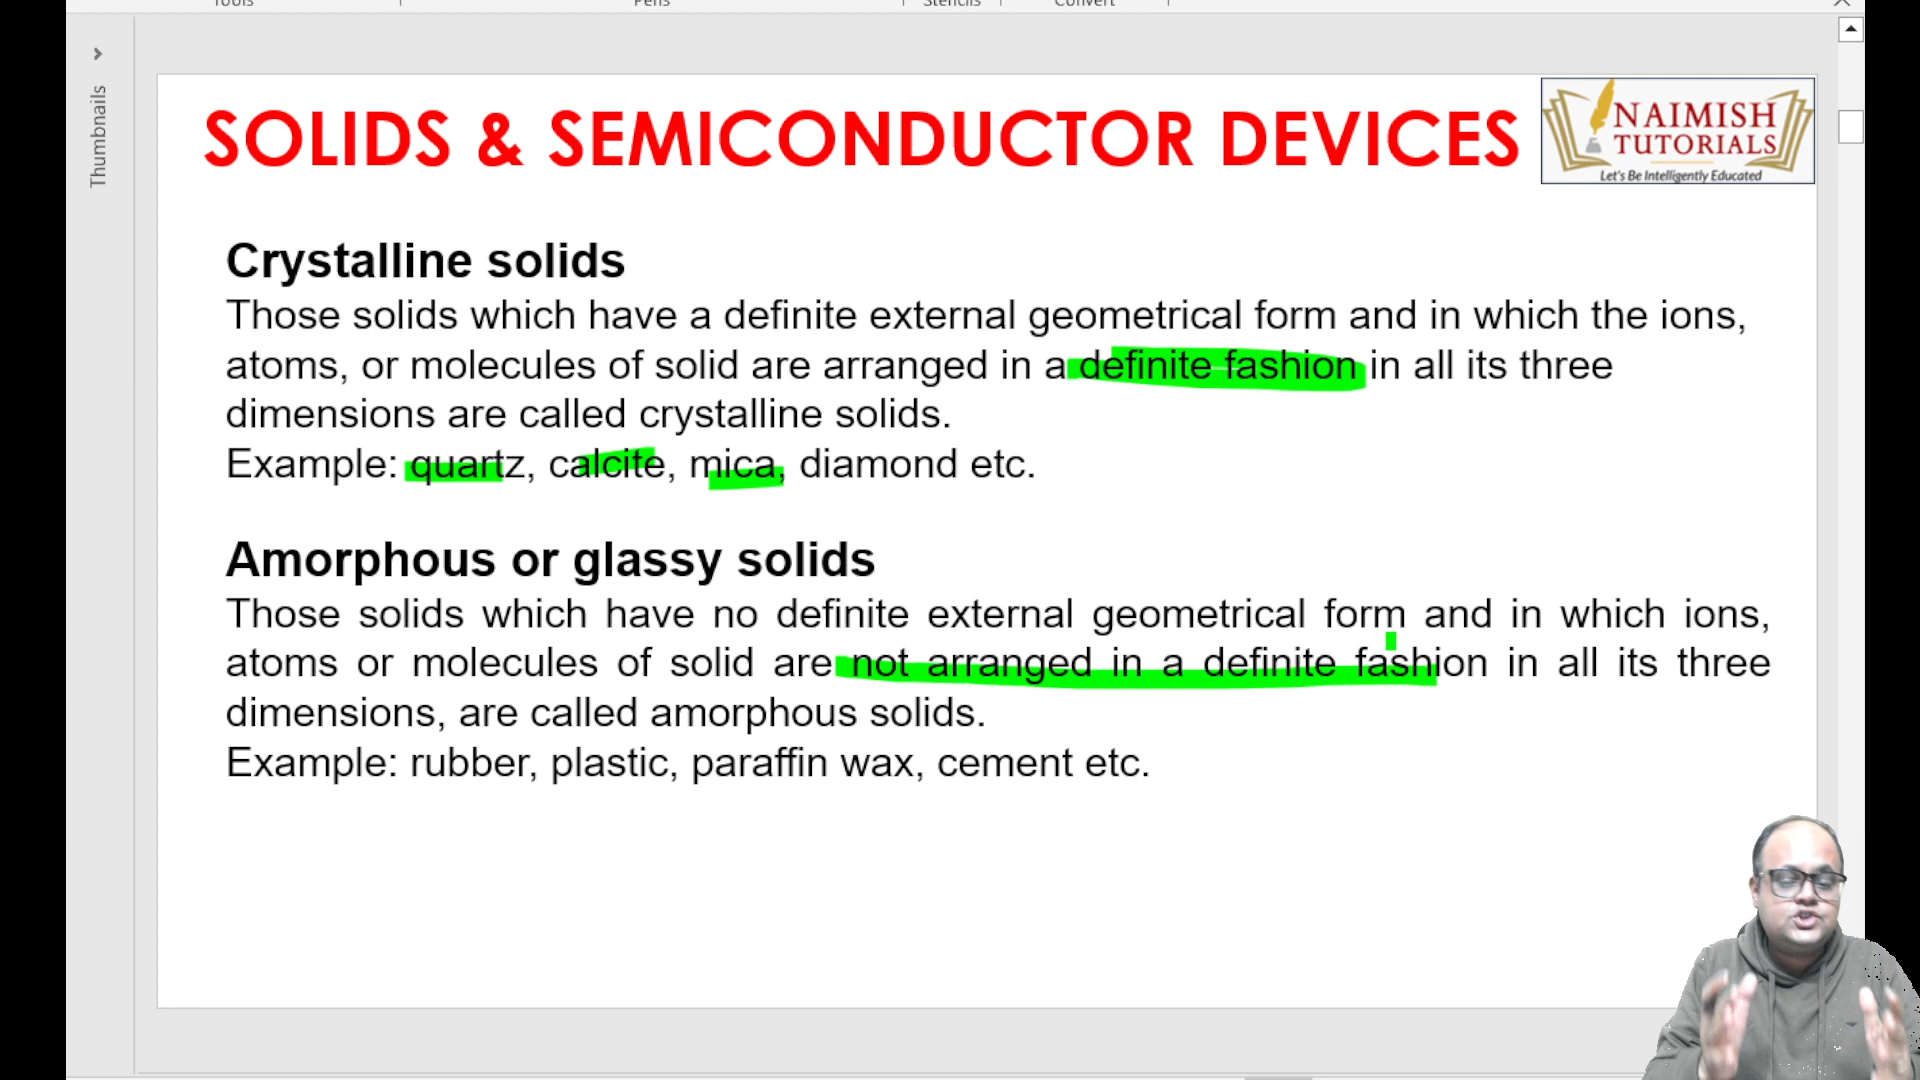 Tools Pens Stencils Convert
Thumbnails
SOLIDS & SEMICONDUCTOR DEVICES
NAIMISH
TUTORIALS
Let's Be Intelligently Educated
Crystalline solids
Those solids which have a definite external geometrical form and in which the ions,
atoms, or molecules of solid are arranged in a definite fashion in all its three
dimensions are called crystalline solids.
Example: quartz, calcite, mica, diamond etc.
Amorphous or glassy solids
Those solids which have no definite external geometrical form and in which ions,
atoms or molecules of solid are not arranged in a definite fashion in all its three
dimensions, are called amorphous solids.
Example: rubber, plastic, paraffin wax, cement etc.